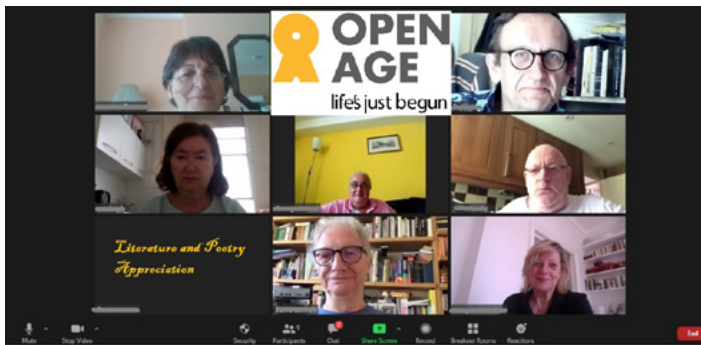 OPEN
AGE
life's just begun
Literature and Poetry
Appreciation
Mute
Stop Video
Security
Participants
Chat
Share Screen
Record
Breakout Rooms
Reactions
End